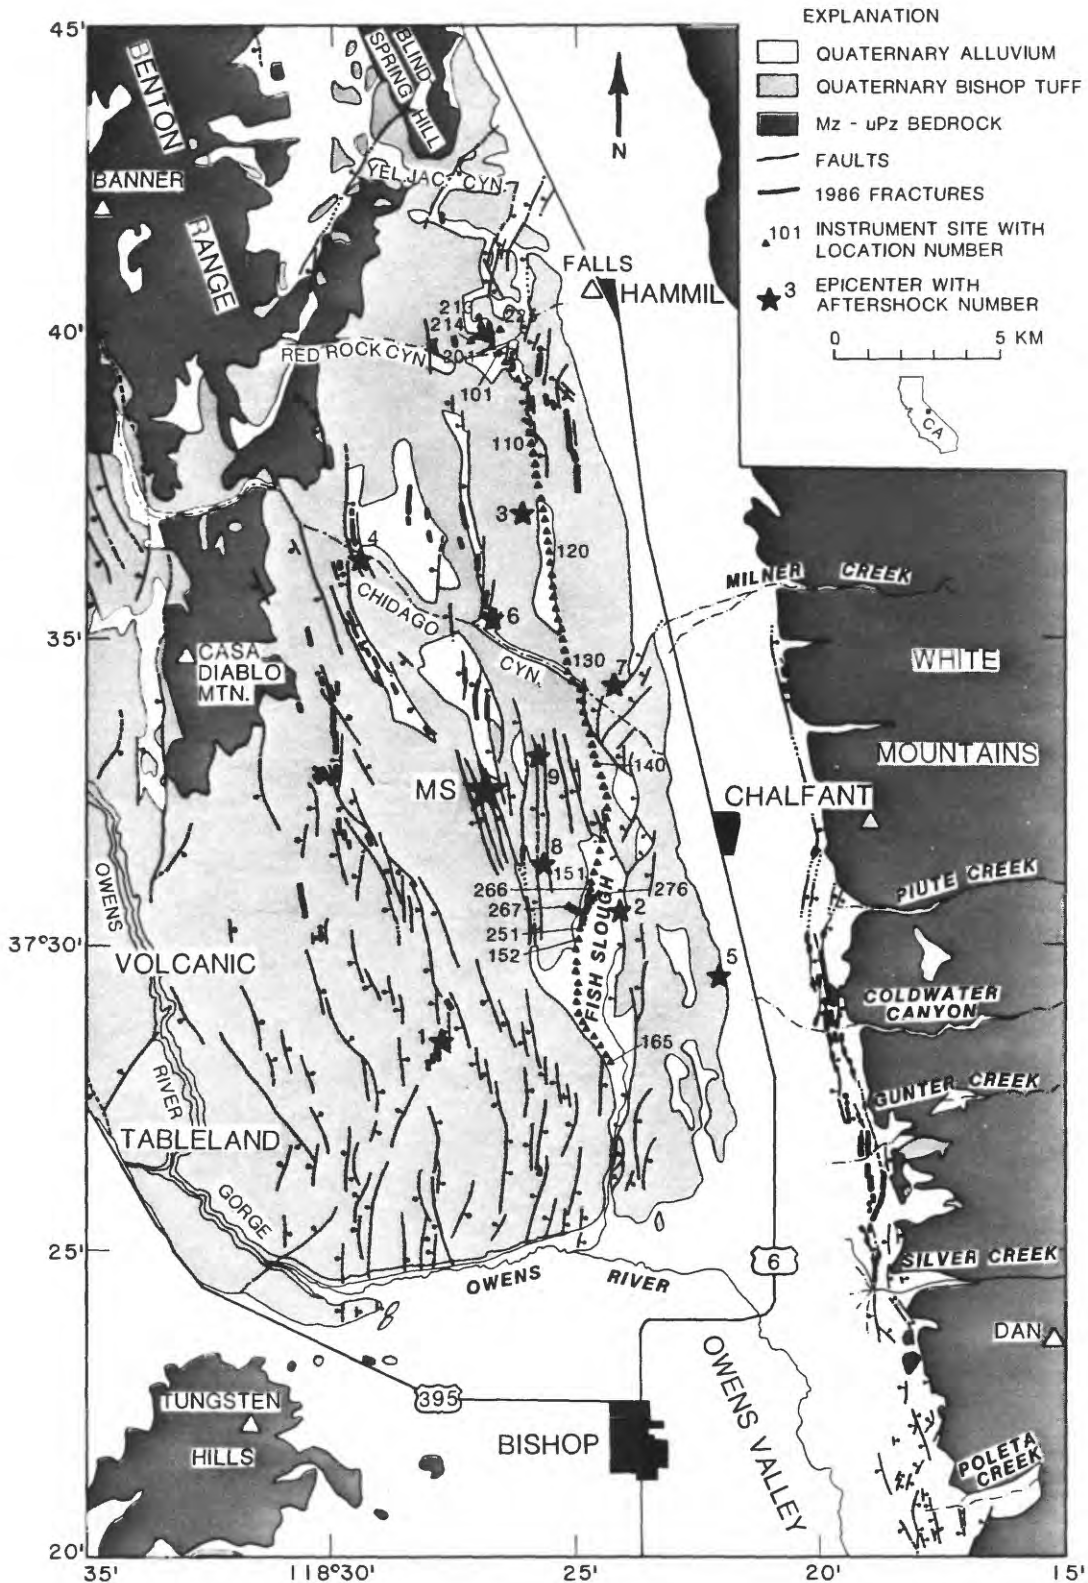 EXPLANATION
QUATERNARY ALLUVIUM
QUATERNARY BISHOP TUFF
Mz - uPz BEDROCK
FAULTS
1986 FRACTURES
101 INSTRUMENT SITE WITH
LOCATION NUMBER
3 EPICENTER WITH
AFTERSHOCK NUMBER
0 5 KM
CA
N
45'
BENTON
RANGE
BLIND
SPRING
HILL
BANNER
YEL. JAC. CYN.
FALLS
HAMMIL
40'
213
214
221
201
RED ROCK CYN.
101
110
3
120
4
CHIDAGO
CYN.
6
MILNER CREEK
35'
CASA
DIABLO
MTN.
130
7
WHITE
MOUNTAINS
140
9
MS
CHALFANT
OWENS
8
151
266
276
267
2
251
152
FISH SLOUGH
PIUTE CREEK
37°30'
VOLCANIC
5
COLDWATER
CANYON
1
165
RIVER
GUNTER CREEK
TABLELAND
GORGE
25'
6
SILVER CREEK
OWENS RIVER
DAN
395
TUNGSTEN
HILLS
BISHOP
OWENS VALLEY
POLETA
CREEK
20'
35'
118°30'
25'
20'
15'